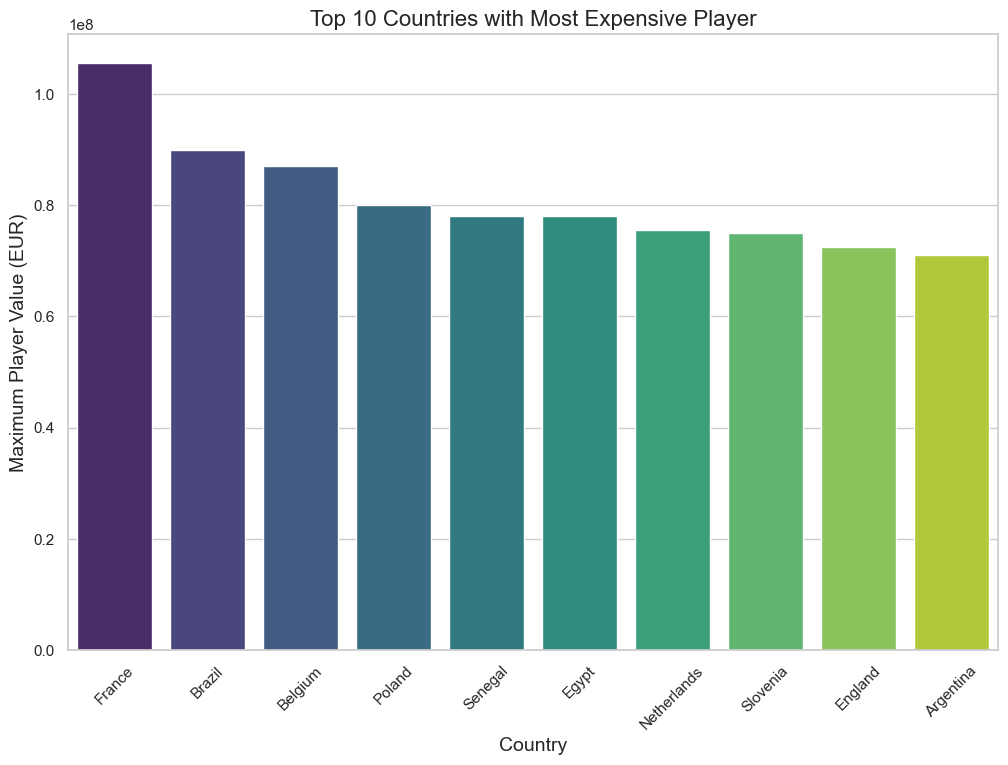 Top 10 Countries with Most Expensive Player
1e8
Maximum Player Value (EUR)
1.0
0.8
0.6
0.4
0.2
0.0
France
Brazil
Belgium
Poland
Senegal
Egypt
Netherlands
Slovenia
England
Argentina
Country